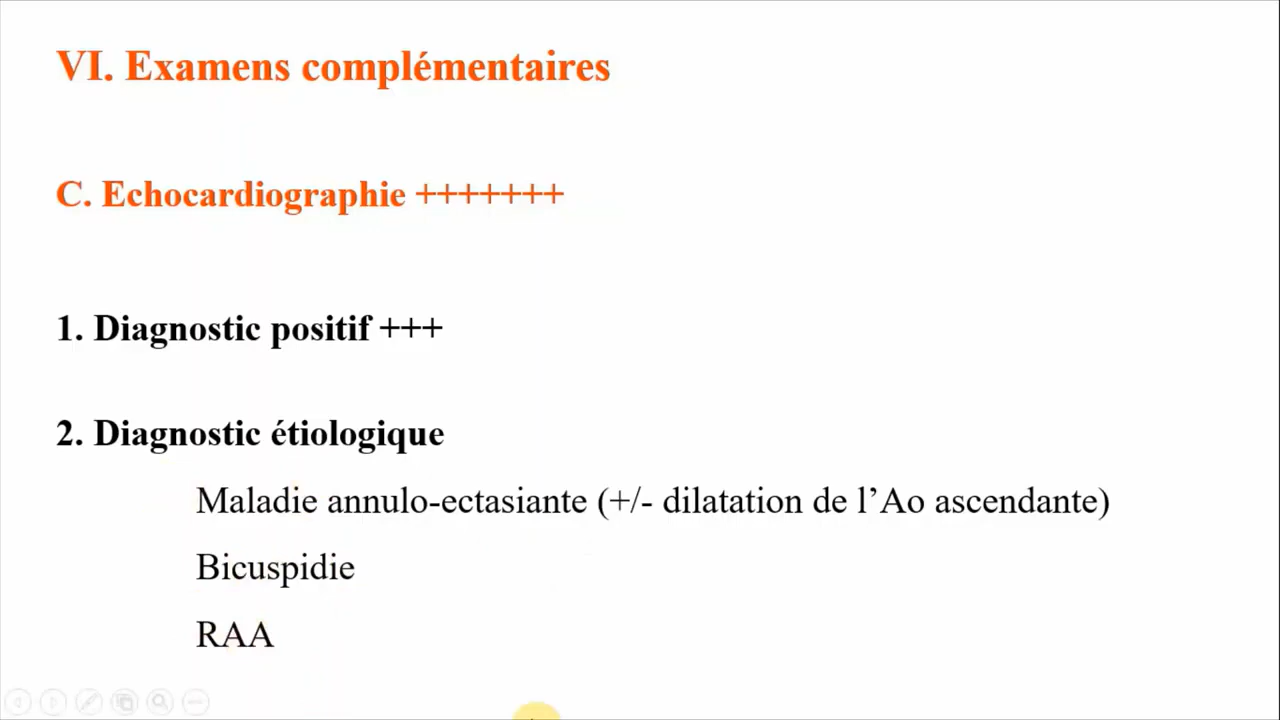 VI. Examens complémentaires
C. Echocardiographie +++++++
1. Diagnostic positif +++
2. Diagnostic étiologique
Maladie annulo-ectasiante (+/- dilatation de l’Ao ascendante)
Bicuspidie
RAA